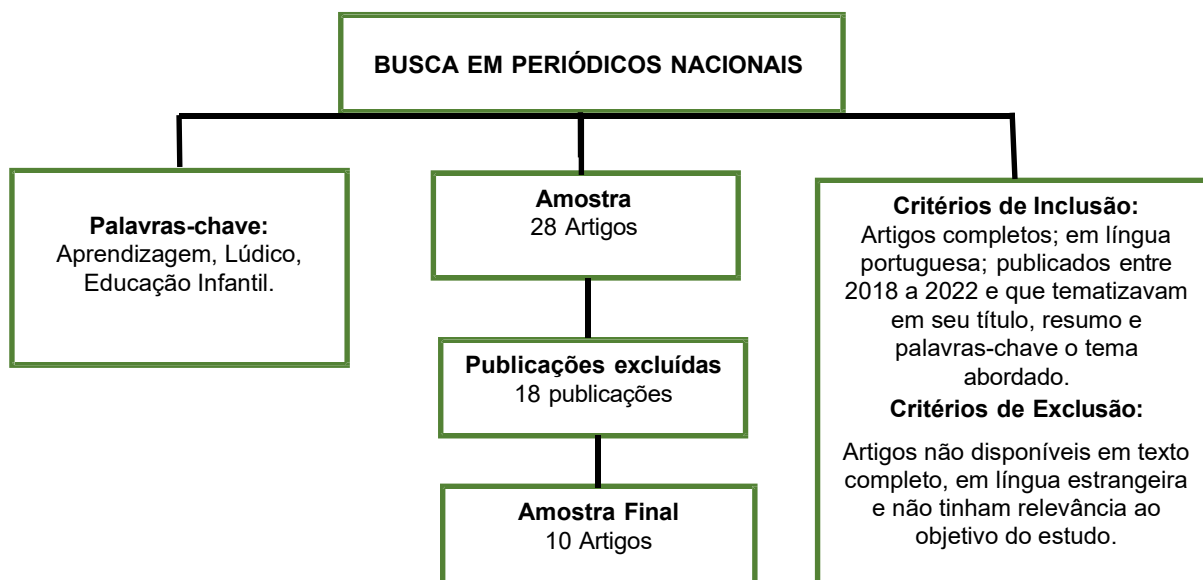 BUSCA EM PERIÓDICOS NACIONAIS
Palavras-chave:
Aprendizagem, Lúdico,
Educação Infantil.
Amostra
28 Artigos
Publicações excluídas
18 publicações
Amostra Final
10 Artigos
Critérios de Inclusão:
Artigos completos; em língua
portuguesa; publicados entre
2018 a 2022 e que tematizavam
em seu título, resumo e
palavras-chave o tema
abordado.
Critérios de Exclusão:
Artigos não disponíveis em texto
completo, em língua estrangeira
e não tinham relevância ao
objetivo do estudo.